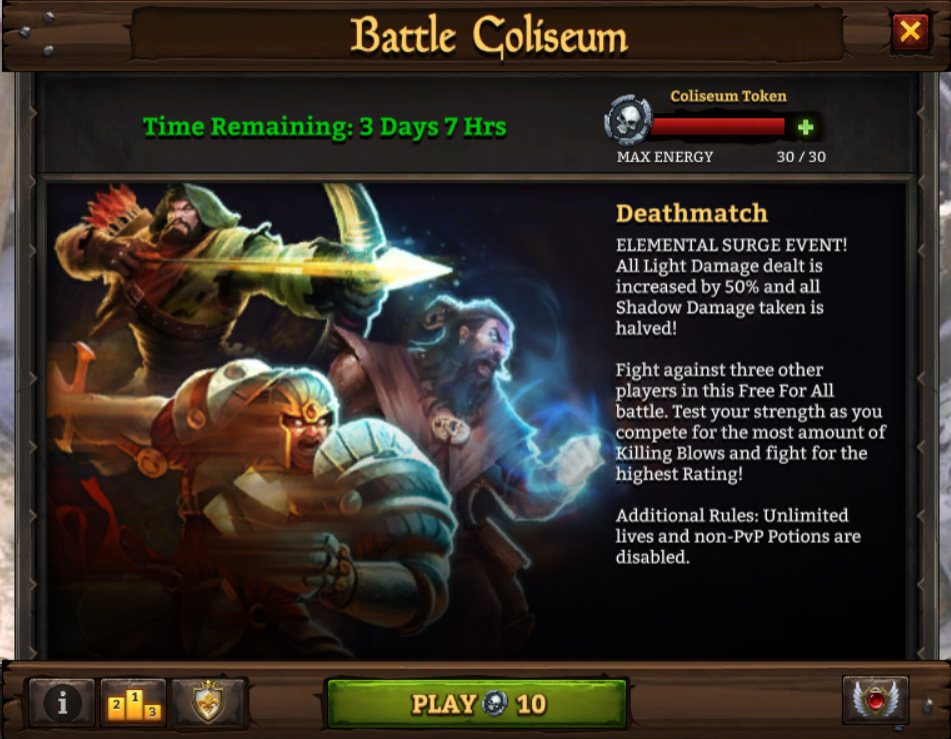 Battle Coliseum
Time Remaining: 3 Days 7 Hrs
Coliseum Token
MAX ENERGY 30 / 30
Deathmatch
ELEMENTAL SURGE EVENT!
All Light Damage dealt is
increased by 50% and all
Shadow Damage taken is
halved!
Fight against three other
players in this Free For All
battle. Test your strength as you
compete for the most amount of
Killing Blows and fight for the
highest Rating!
Additional Rules: Unlimited
lives and non-PvP Potions are
disabled.
i
2 1 3
PLAY 10